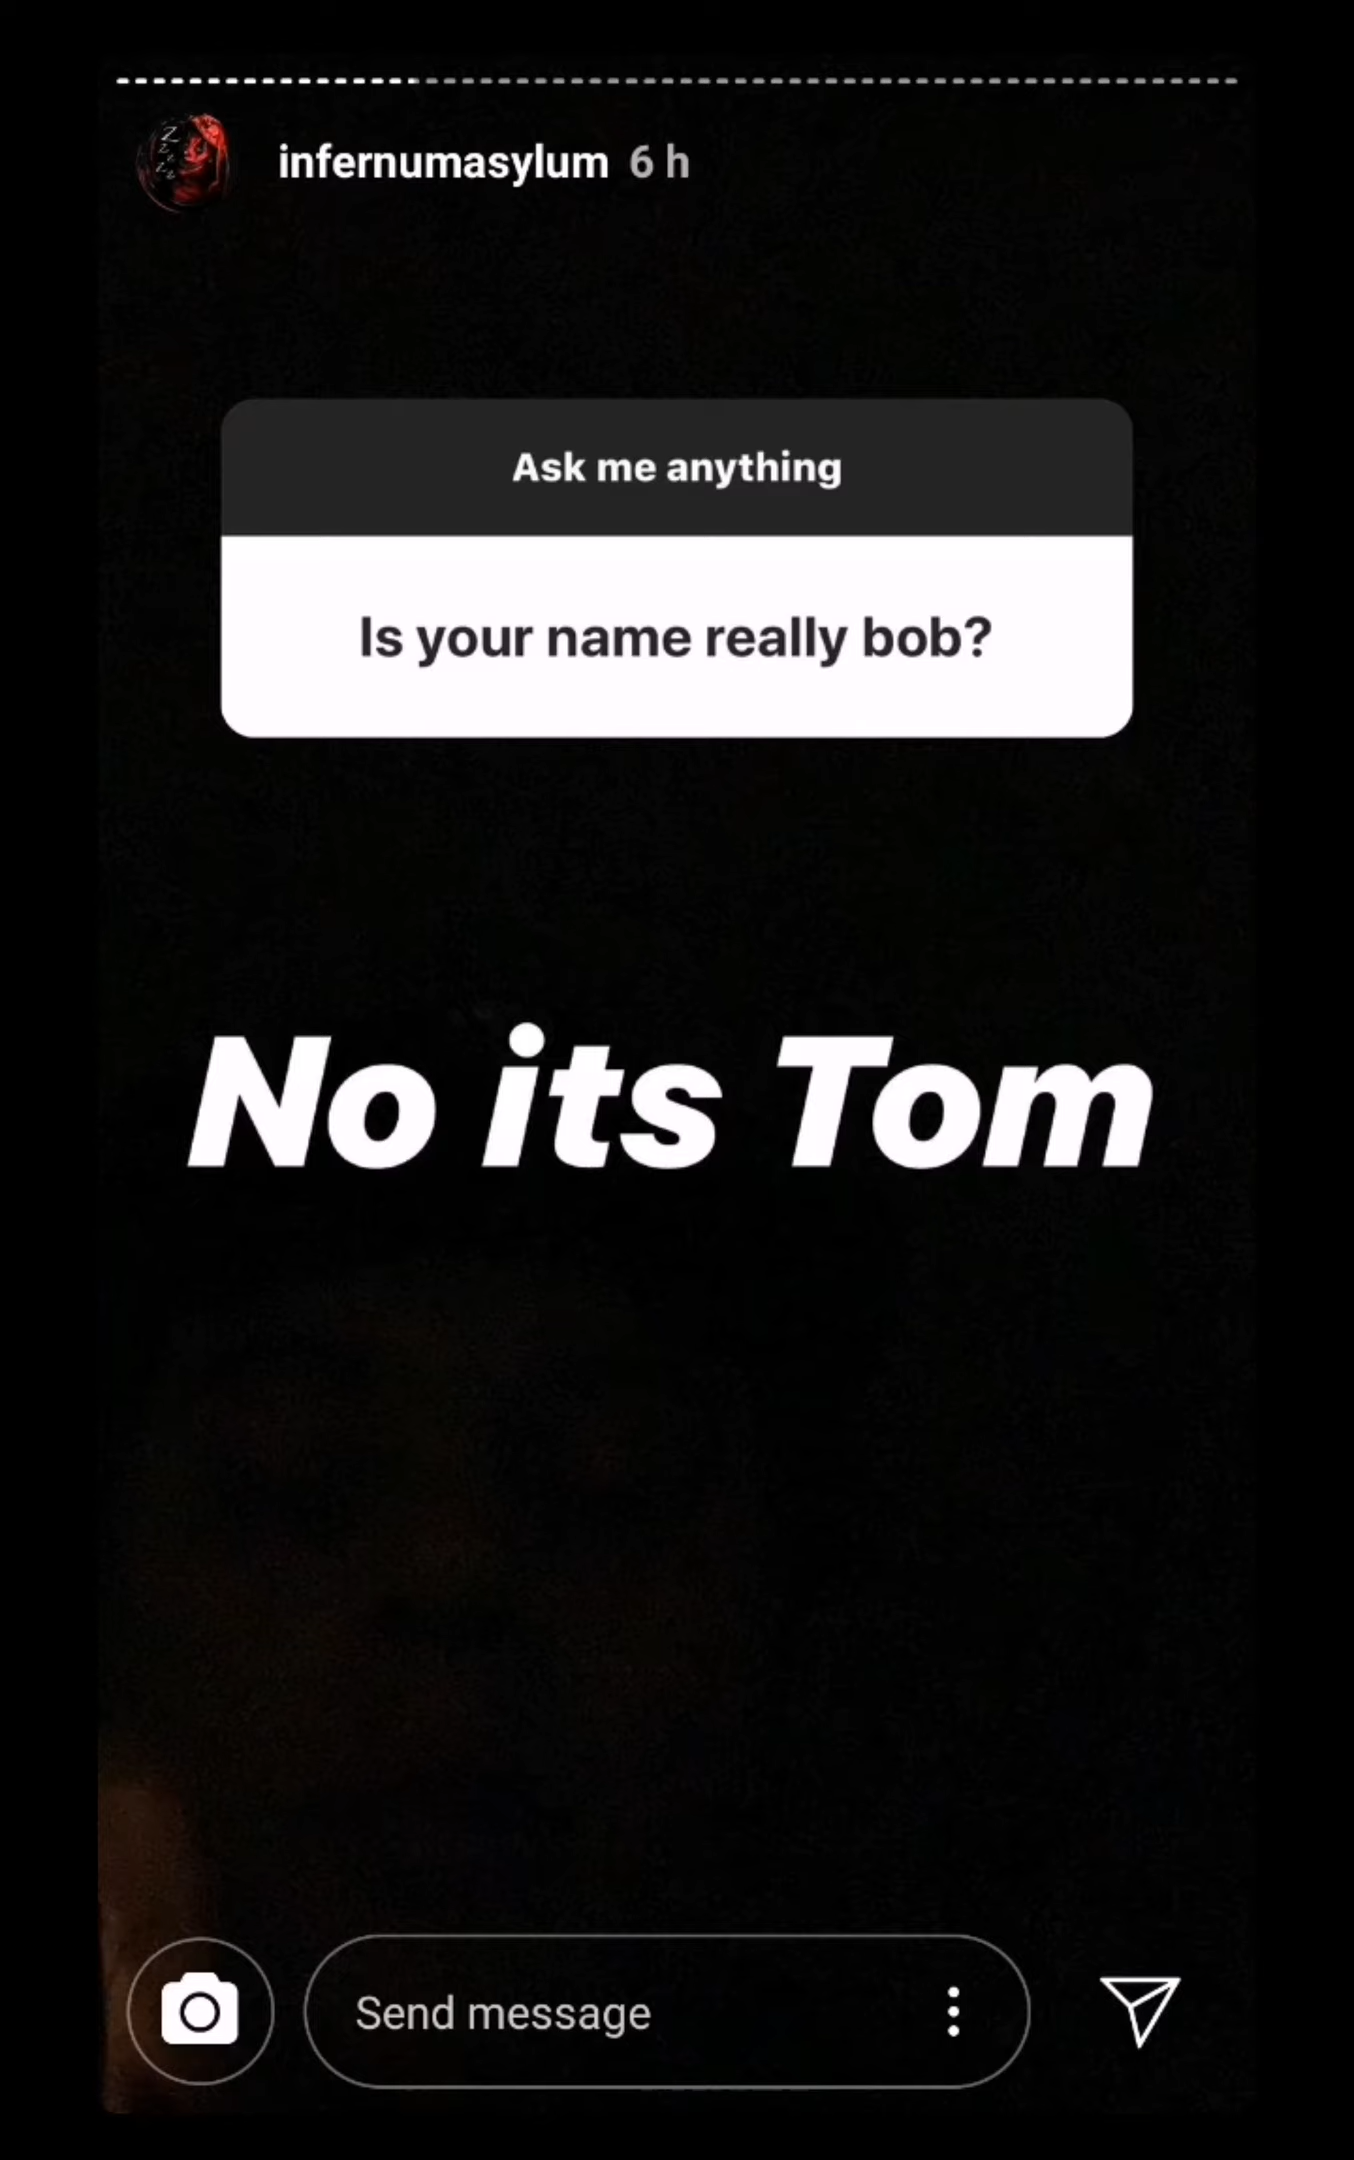 infernumasylum 6 h
Ask me anything
Is your name really bob?
No its Tom
Send message